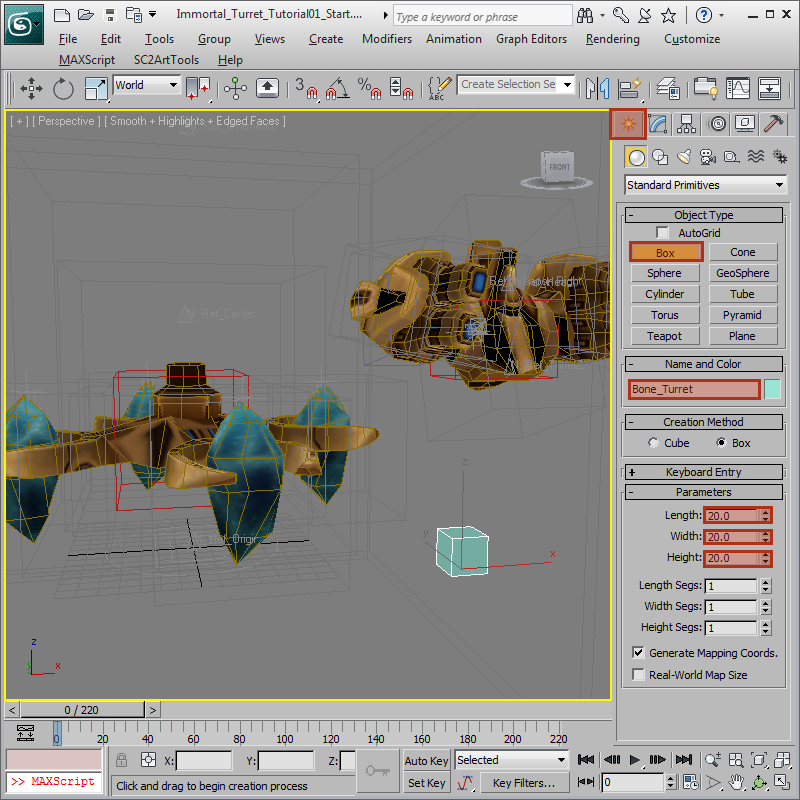 Immortal_Turret_Tutorial01_Start....
Type a keyword or phrase
File Edit Tools Group Views Create Modifiers Animation Graph Editors Rendering Customize
MAXScript SC2ArtTools Help
World
3
ABC
Create Selection Se
[ + ] [ Perspective ] [ Smooth + Highlights + Edged Faces ]
FRONT
Ref_Center
z
y
x
z
x
Standard Primitives
- Object Type
AutoGrid
Box Cone
Sphere GeoSphere
Cylinder Tube
Torus Pyramid
Teapot Plane
- Name and Color
Bone_Turret
- Creation Method
Cube Box
+ Keyboard Entry
- Parameters
Length: 20.0
Width: 20.0
Height: 20.0
Length Segs: 1
Width Segs: 1
Height Segs: 1
Generate Mapping Coords.
Real-World Map Size
< 0 / 220 >
0 20 40 60 80 100 120 140 160 180 200 220
X: Y: Z:
Auto Key Selected
>> MAXScript
Click and drag to begin creation process
Set Key Key Filters...
0